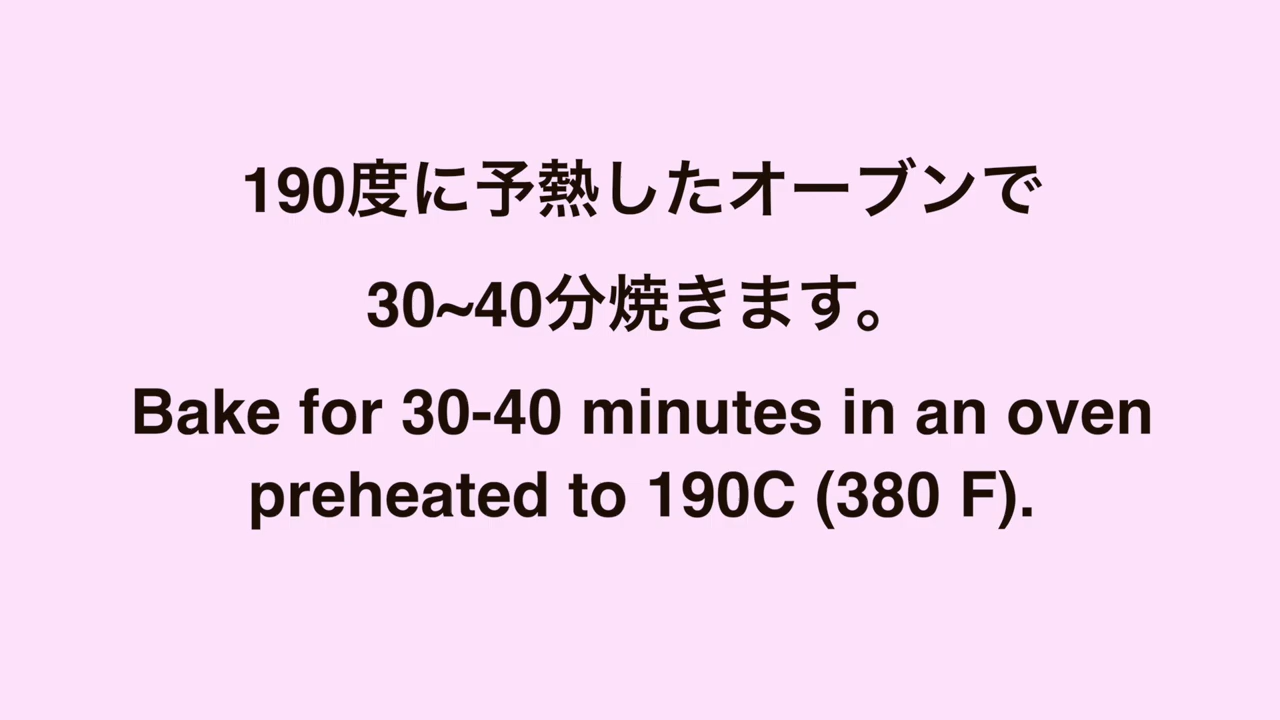 190度に予熱したオーブンで
30~40分焼きます。
Bake for 30-40 minutes in an oven
preheated to 190C (380 F).